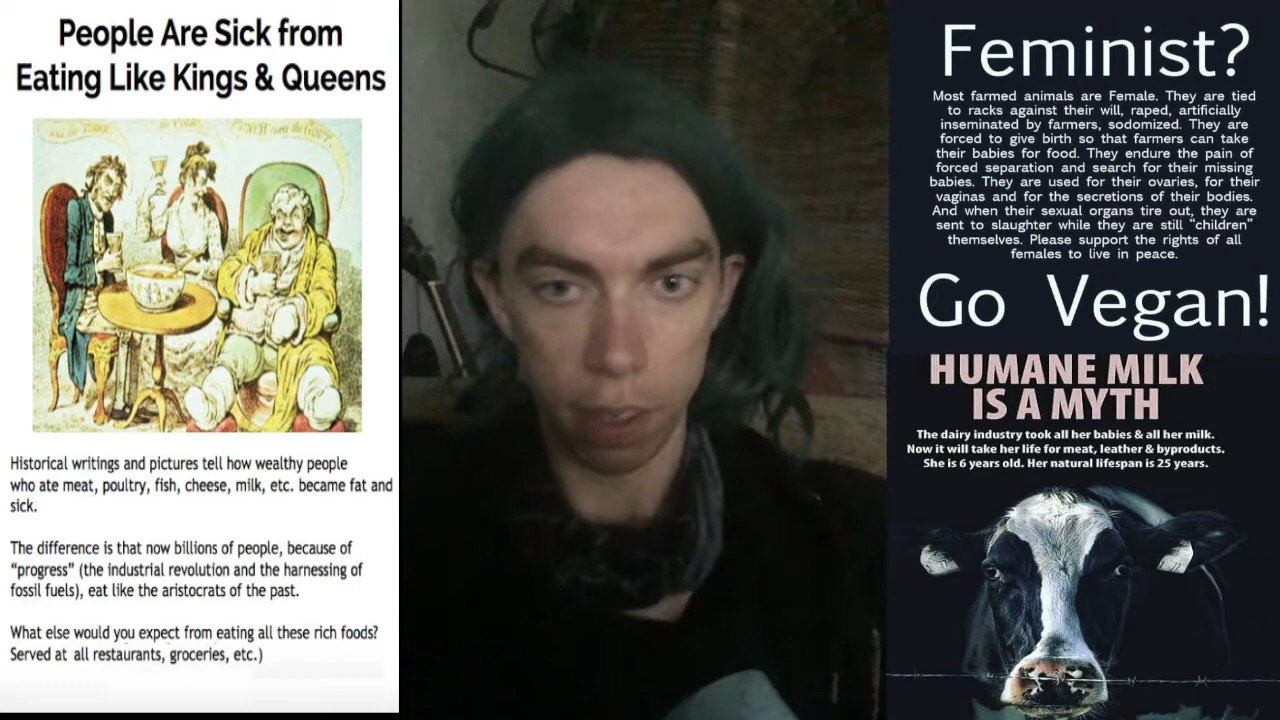 People Are Sick from
Eating Like Kings & Queens
Historical writings and pictures tell how wealthy people
who ate meat, poultry, fish, cheese, milk, etc. became fat and
sick.
The difference is that now billions of people, because of
"progress" (the industrial revolution and the harnessing of
fossil fuels), eat like the aristocrats of the past.
What else would you expect from eating all these rich foods?
Served at all restaurants, groceries, etc.)
Feminist?
Most farmed animals are Female. They are tied
to racks against their will, raped, artificially
inseminated by farmers, sodomized. They are
forced to give birth so that farmers can take
their babies for food. They endure the pain of
forced separation and search for their missing
babies. They are used for their ovaries, for their
vaginas and for the secretions of their bodies.
And when their sexual organs tire out, they are
sent to slaughter while they are still "children"
themselves. Please support the rights of all
females to live in peace.
Go Vegan!
HUMANE MILK
IS A MYTH
The dairy industry took all her babies & all her milk.
Now it will take her life for meat, leather & byproducts.
She is 6 years old. Her natural lifespan is 25 years.